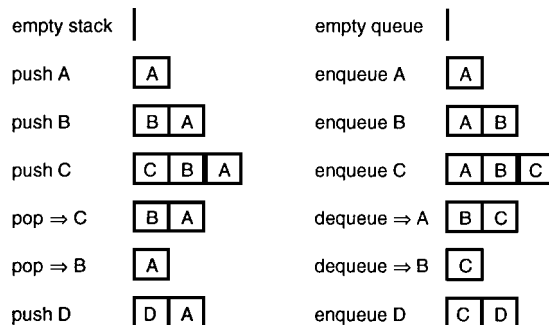 empty stack
push A A
push B B A
push C C B A
pop ⇒ C B A
pop ⇒ B A
push D D A
empty queue
enqueue A A
enqueue B A B
enqueue C A B C
dequeue ⇒ A B C
dequeue ⇒ B C
enqueue D C D